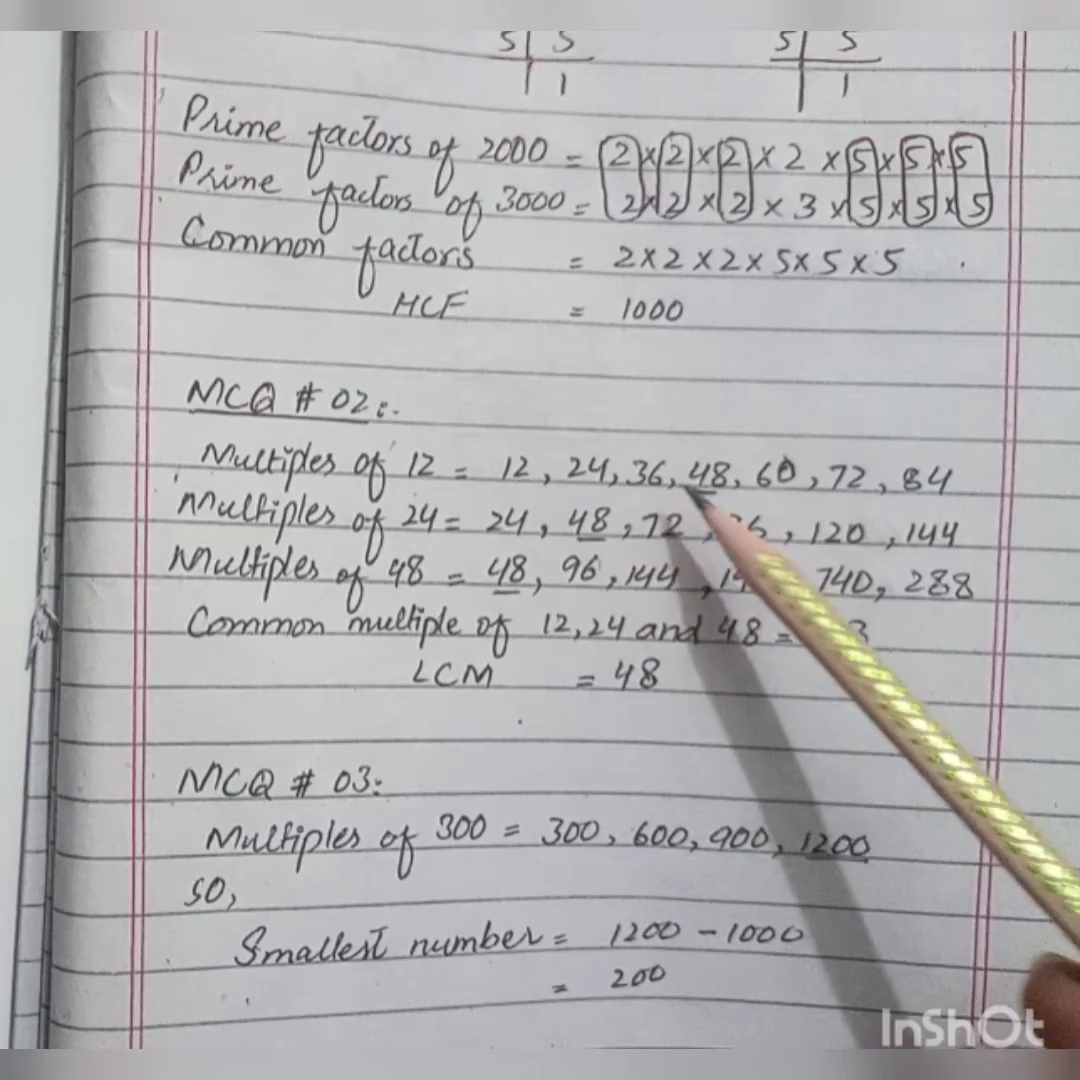 5 5 5 5
1 1
Prime factors of 2000 = 2 × 2 × 2 × 2 × 5 × 5 × 5
Prime factors of 3000 = 2 × 2 × 2 × 3 × 5 × 5 × 5
Common factors = 2×2×2×5×5×5
HCF = 1000
MCQ # 02:-
Multiples of 12 = 12, 24, 36, 48, 60, 72, 84
Multiples of 24 = 24, 48, 72, 6, 120, 144
Multiples of 48 = 48, 96, 144, 740, 288
Common multiple of 12,24 and 48 =
LCM = 48
MCQ # 03:
Multiples of 300 = 300, 600, 900, 1200
SO,
Smallest number = 1200 - 1000
= 200
InShOt